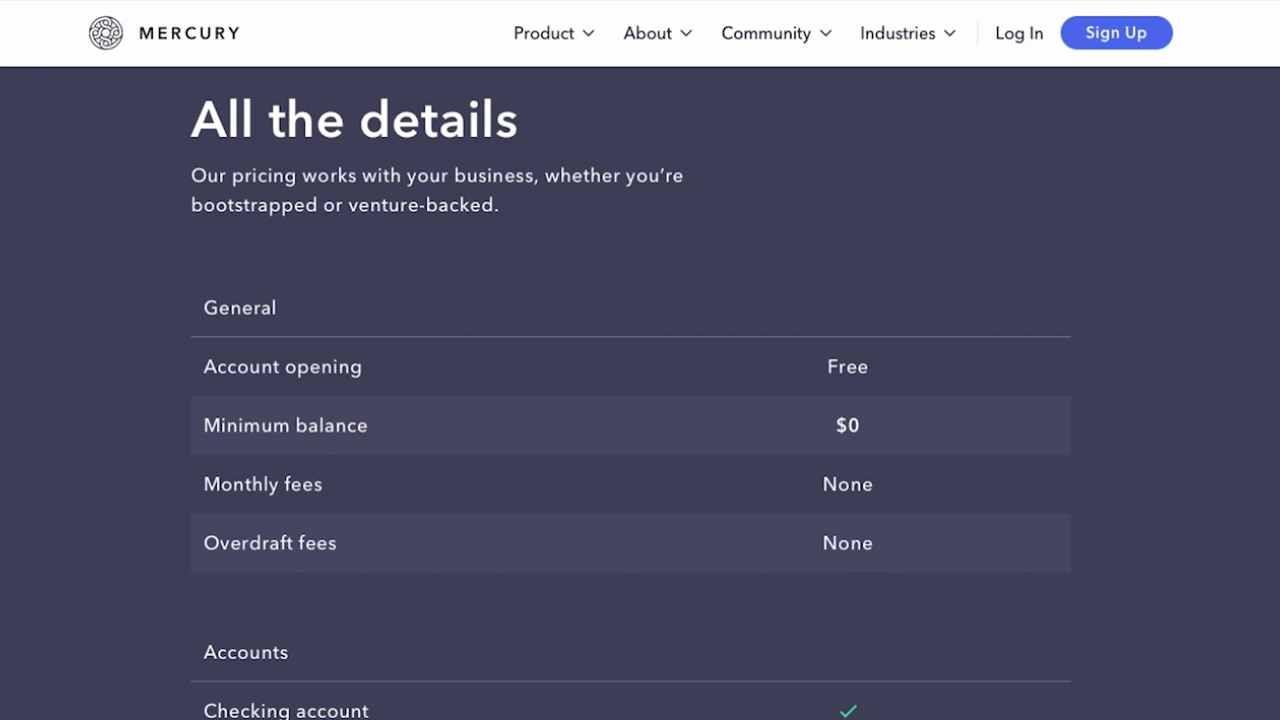 MERCURY
Product About Community Industries Log In Sign Up
All the details
Our pricing works with your business, whether you’re
bootstrapped or venture-backed.
General
Account opening Free
Minimum balance $0
Monthly fees None
Overdraft fees None
Accounts
Checking account